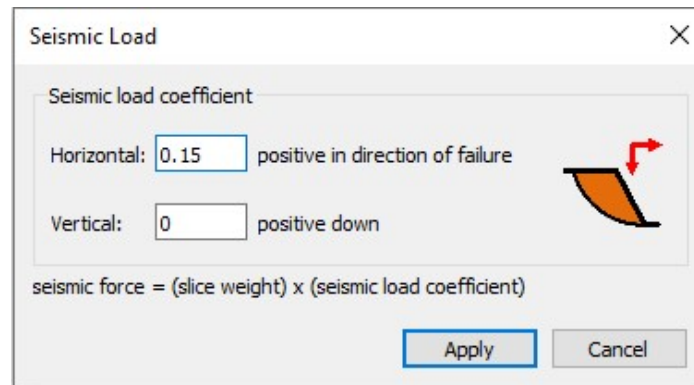 Seismic Load
Seismic load coefficient
Horizontal: 0.15 positive in direction of failure
Vertical: 0 positive down
seismic force = (slice weight) x (seismic load coefficient)
Apply Cancel